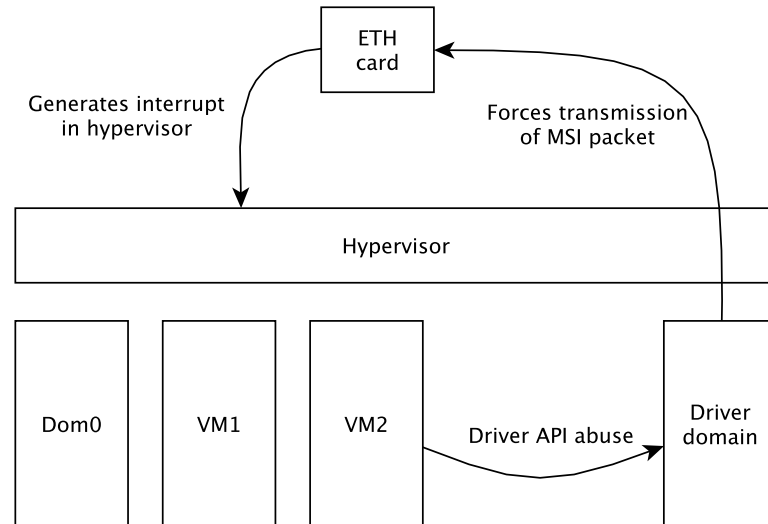 ETH
card
Generates interrupt
in hypervisor
Forces transmission
of MSI packet
Hypervisor
Dom0
VM1
VM2
Driver API abuse
Driver
domain